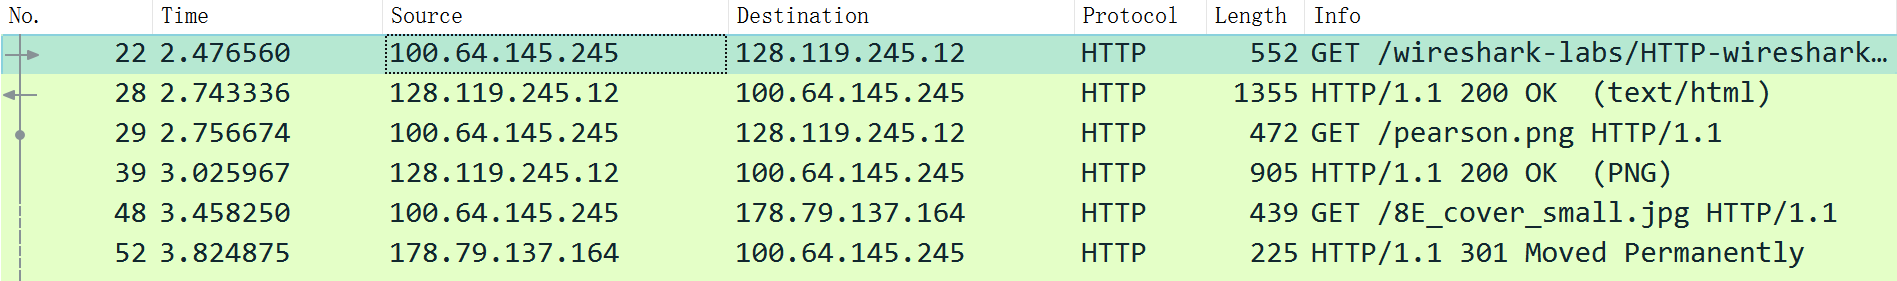 No. Time Source Destination Protocol Length Info
22 2.476560 100.64.145.245 128.119.245.12 HTTP 552 GET /wireshark-labs/HTTP-wireshark…
28 2.743336 128.119.245.12 100.64.145.245 HTTP 1355 HTTP/1.1 200 OK (text/html)
29 2.756674 100.64.145.245 128.119.245.12 HTTP 472 GET /pearson.png HTTP/1.1
39 3.025967 128.119.245.12 100.64.145.245 HTTP 905 HTTP/1.1 200 OK (PNG)
48 3.458250 100.64.145.245 178.79.137.164 HTTP 439 GET /8E_cover_small.jpg HTTP/1.1
52 3.824875 178.79.137.164 100.64.145.245 HTTP 225 HTTP/1.1 301 Moved Permanently